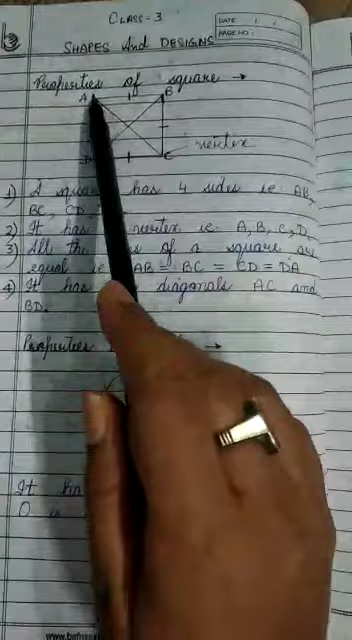 CLASS-3
DATE
PAGE NO.:
SHAPES And DESIGNS
Properties of square →
A B
C
vertex
1) A square has 4 sides ie. AB,
BC, CD,
2) It has vertex ie. A, B, C, D.
3) All the of a square are
equal ie AB = BC = CD = DA
4) It has diagonals AC and
BD.
Properties →
It
O is